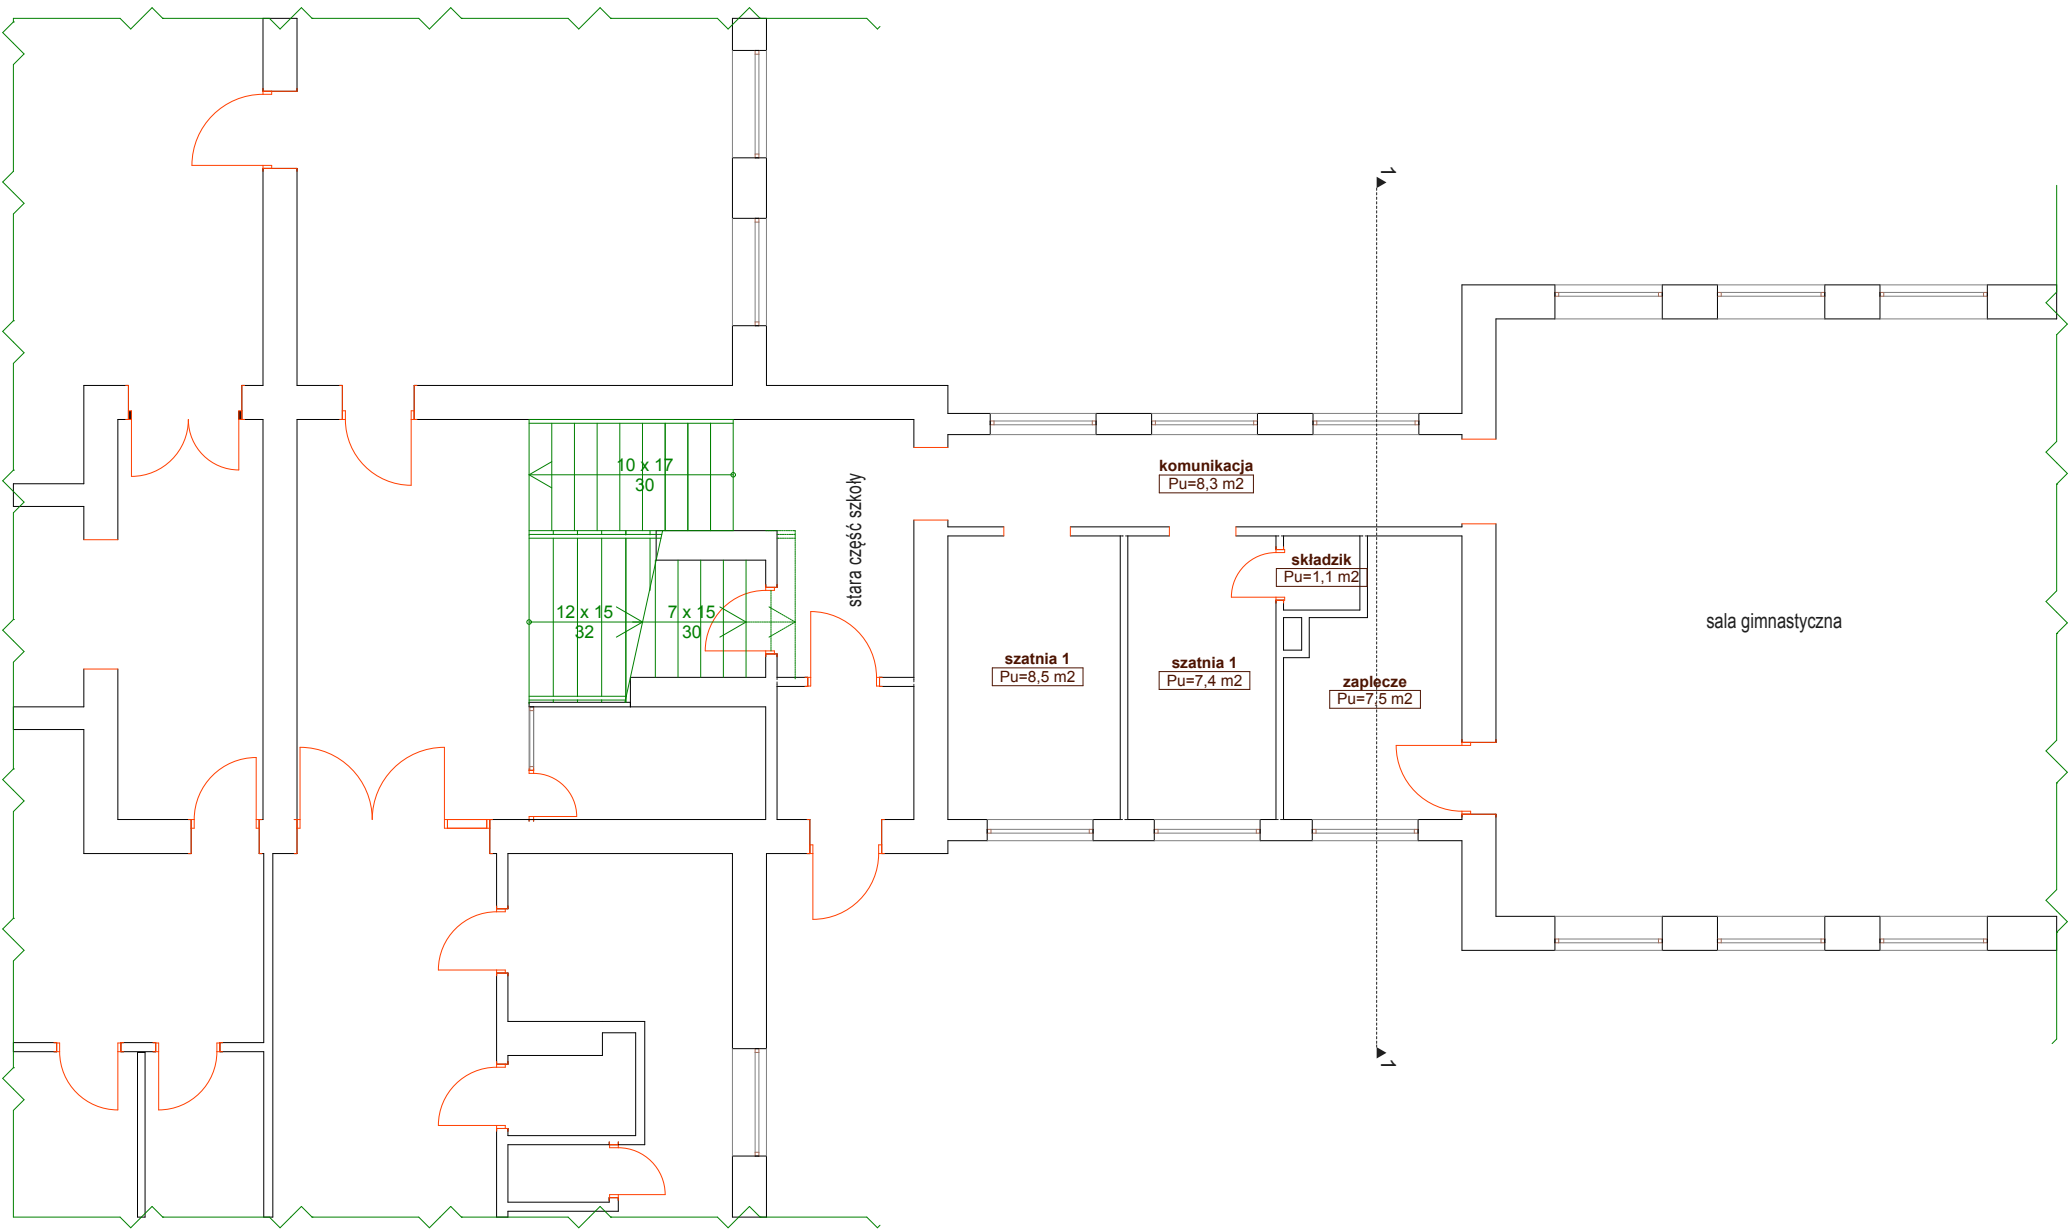 1
komunikacja
Pu=8,3 m2
10 x 17
30
stara część szkoły
składzik
Pu=1,1 m2
12 x 15
32
7 x 15
30
sala gimnastyczna
szatnia 1
Pu=8,5 m2
szatnia 1
Pu=7,4 m2
zaplecze
Pu=7,5 m2
1